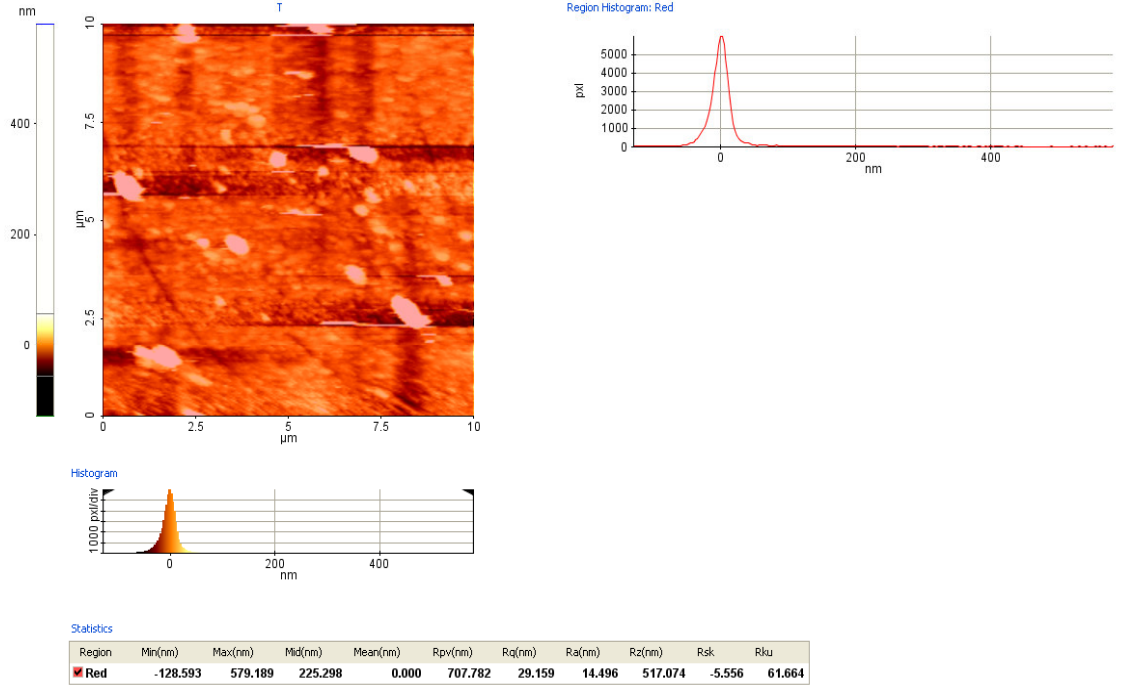 nm
T
Region Histogram: Red
400
200
0
µm
10
7.5
5
2.5
0
0 2.5 5 7.5 10
µm
pxl
5000
4000
3000
2000
1000
0
0 200 400
nm
Histogram
1000 pxl/div
0 200 400
nm
Statistics
Region Min(nm) Max(nm) Mid(nm) Mean(nm) Rpv(nm) Rq(nm) Ra(nm) Rz(nm) Rsk Rku
Red -128.593 579.189 225.298 0.000 707.782 29.159 14.496 517.074 -5.556 61.664